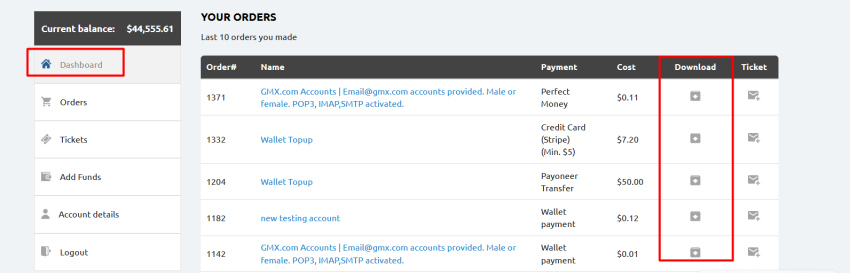 Current balance: $44,555.61
Dashboard
Orders
Tickets
Add Funds
Account details
Logout
YOUR ORDERS
Last 10 orders you made
Order# Name Payment Cost Download Ticket
1371 GMX.com Accounts | Email@gmx.com accounts provided. Male or Perfect $0.11
female. POP3, IMAP,SMTP activated. Money
1332 Wallet Topup Credit Card $7.20
(Stripe)
(Min. $5)
1204 Wallet Topup Payoneer $50.00
Transfer
1182 new testing account Wallet $0.12
payment
1142 GMX.com Accounts | Email@gmx.com accounts provided. Male or Wallet $0.01
female. POP3, IMAP,SMTP activated. payment